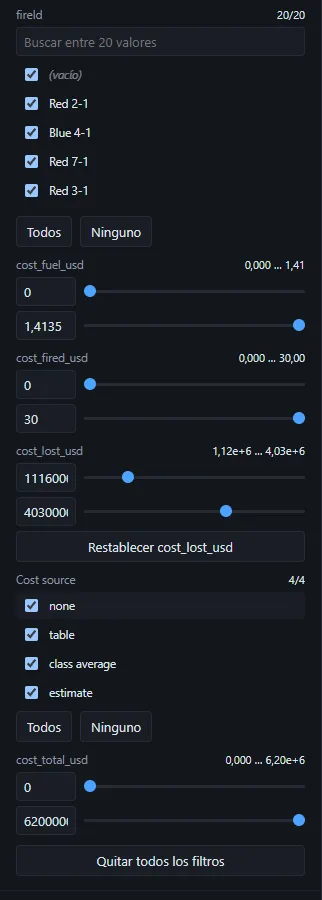 fireId 20/20
Buscar entre 20 valores
(vacío)
Red 2-1
Blue 4-1
Red 7-1
Red 3-1
Todos Ninguno
cost_fuel_usd 0,000 ... 1,41
0
1,4135
cost_fired_usd 0,000 ... 30,00
0
30
cost_lost_usd 1,12e+6 ... 4,03e+6
1116000
4030000
Restablecer cost_lost_usd
Cost source 4/4
none
table
class average
estimate
Todos Ninguno
cost_total_usd 0,000 ... 6,20e+6
0
6200000
Quitar todos los filtros